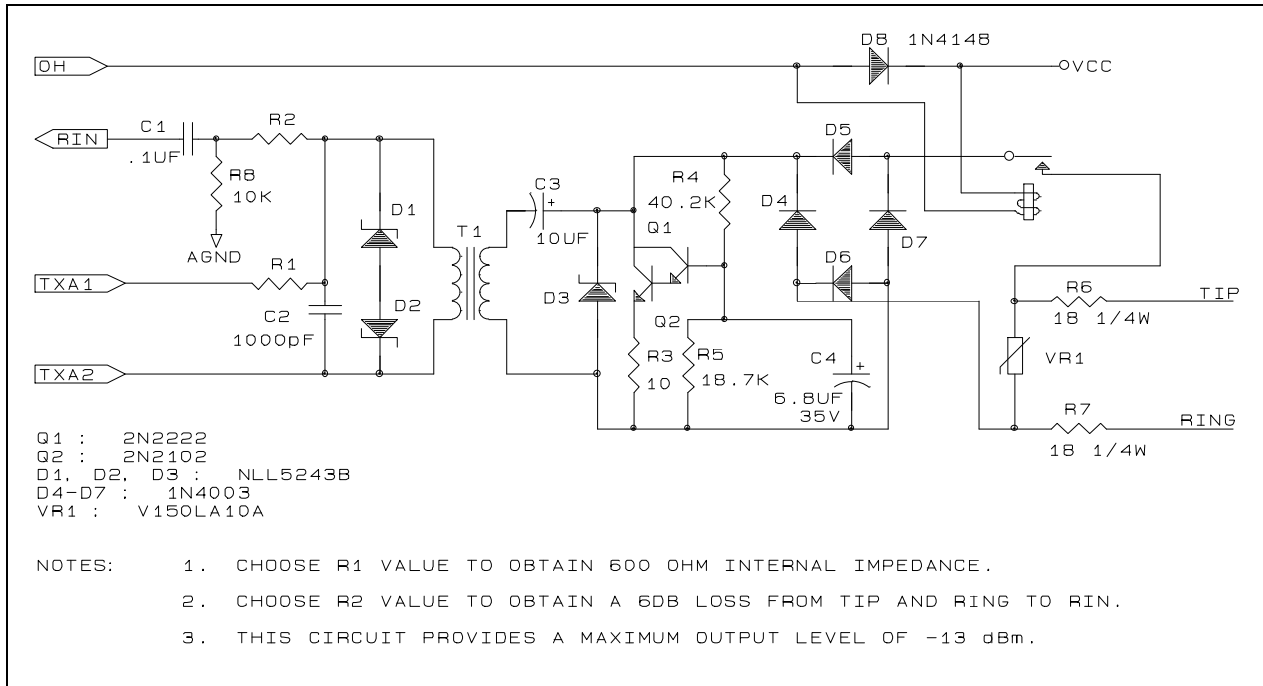 D8 1N4148
OH
VCC
RIN
C1
.1UF
R2
R8
10K
AGND
D1
D2
TXA1
R1
C2
1000pF
TXA2
T1
C3
+
10UF
D3
Q1
Q2
R4
40.2K
R3
10
R5
18.7K
D5
D4
D7
D6
C4
+
6.8UF
35V
R6
18 1/4W
TIP
VR1
R7
18 1/4W
RING
Q1 : 2N2222
Q2 : 2N2102
D1, D2, D3 : NLL5243B
D4-D7 : 1N4003
VR1 : V150LA10A
NOTES: 1. CHOOSE R1 VALUE TO OBTAIN 600 OHM INTERNAL IMPEDANCE.
2. CHOOSE R2 VALUE TO OBTAIN A 6DB LOSS FROM TIP AND RING TO RIN.
3. THIS CIRCUIT PROVIDES A MAXIMUM OUTPUT LEVEL OF -13 dBm.